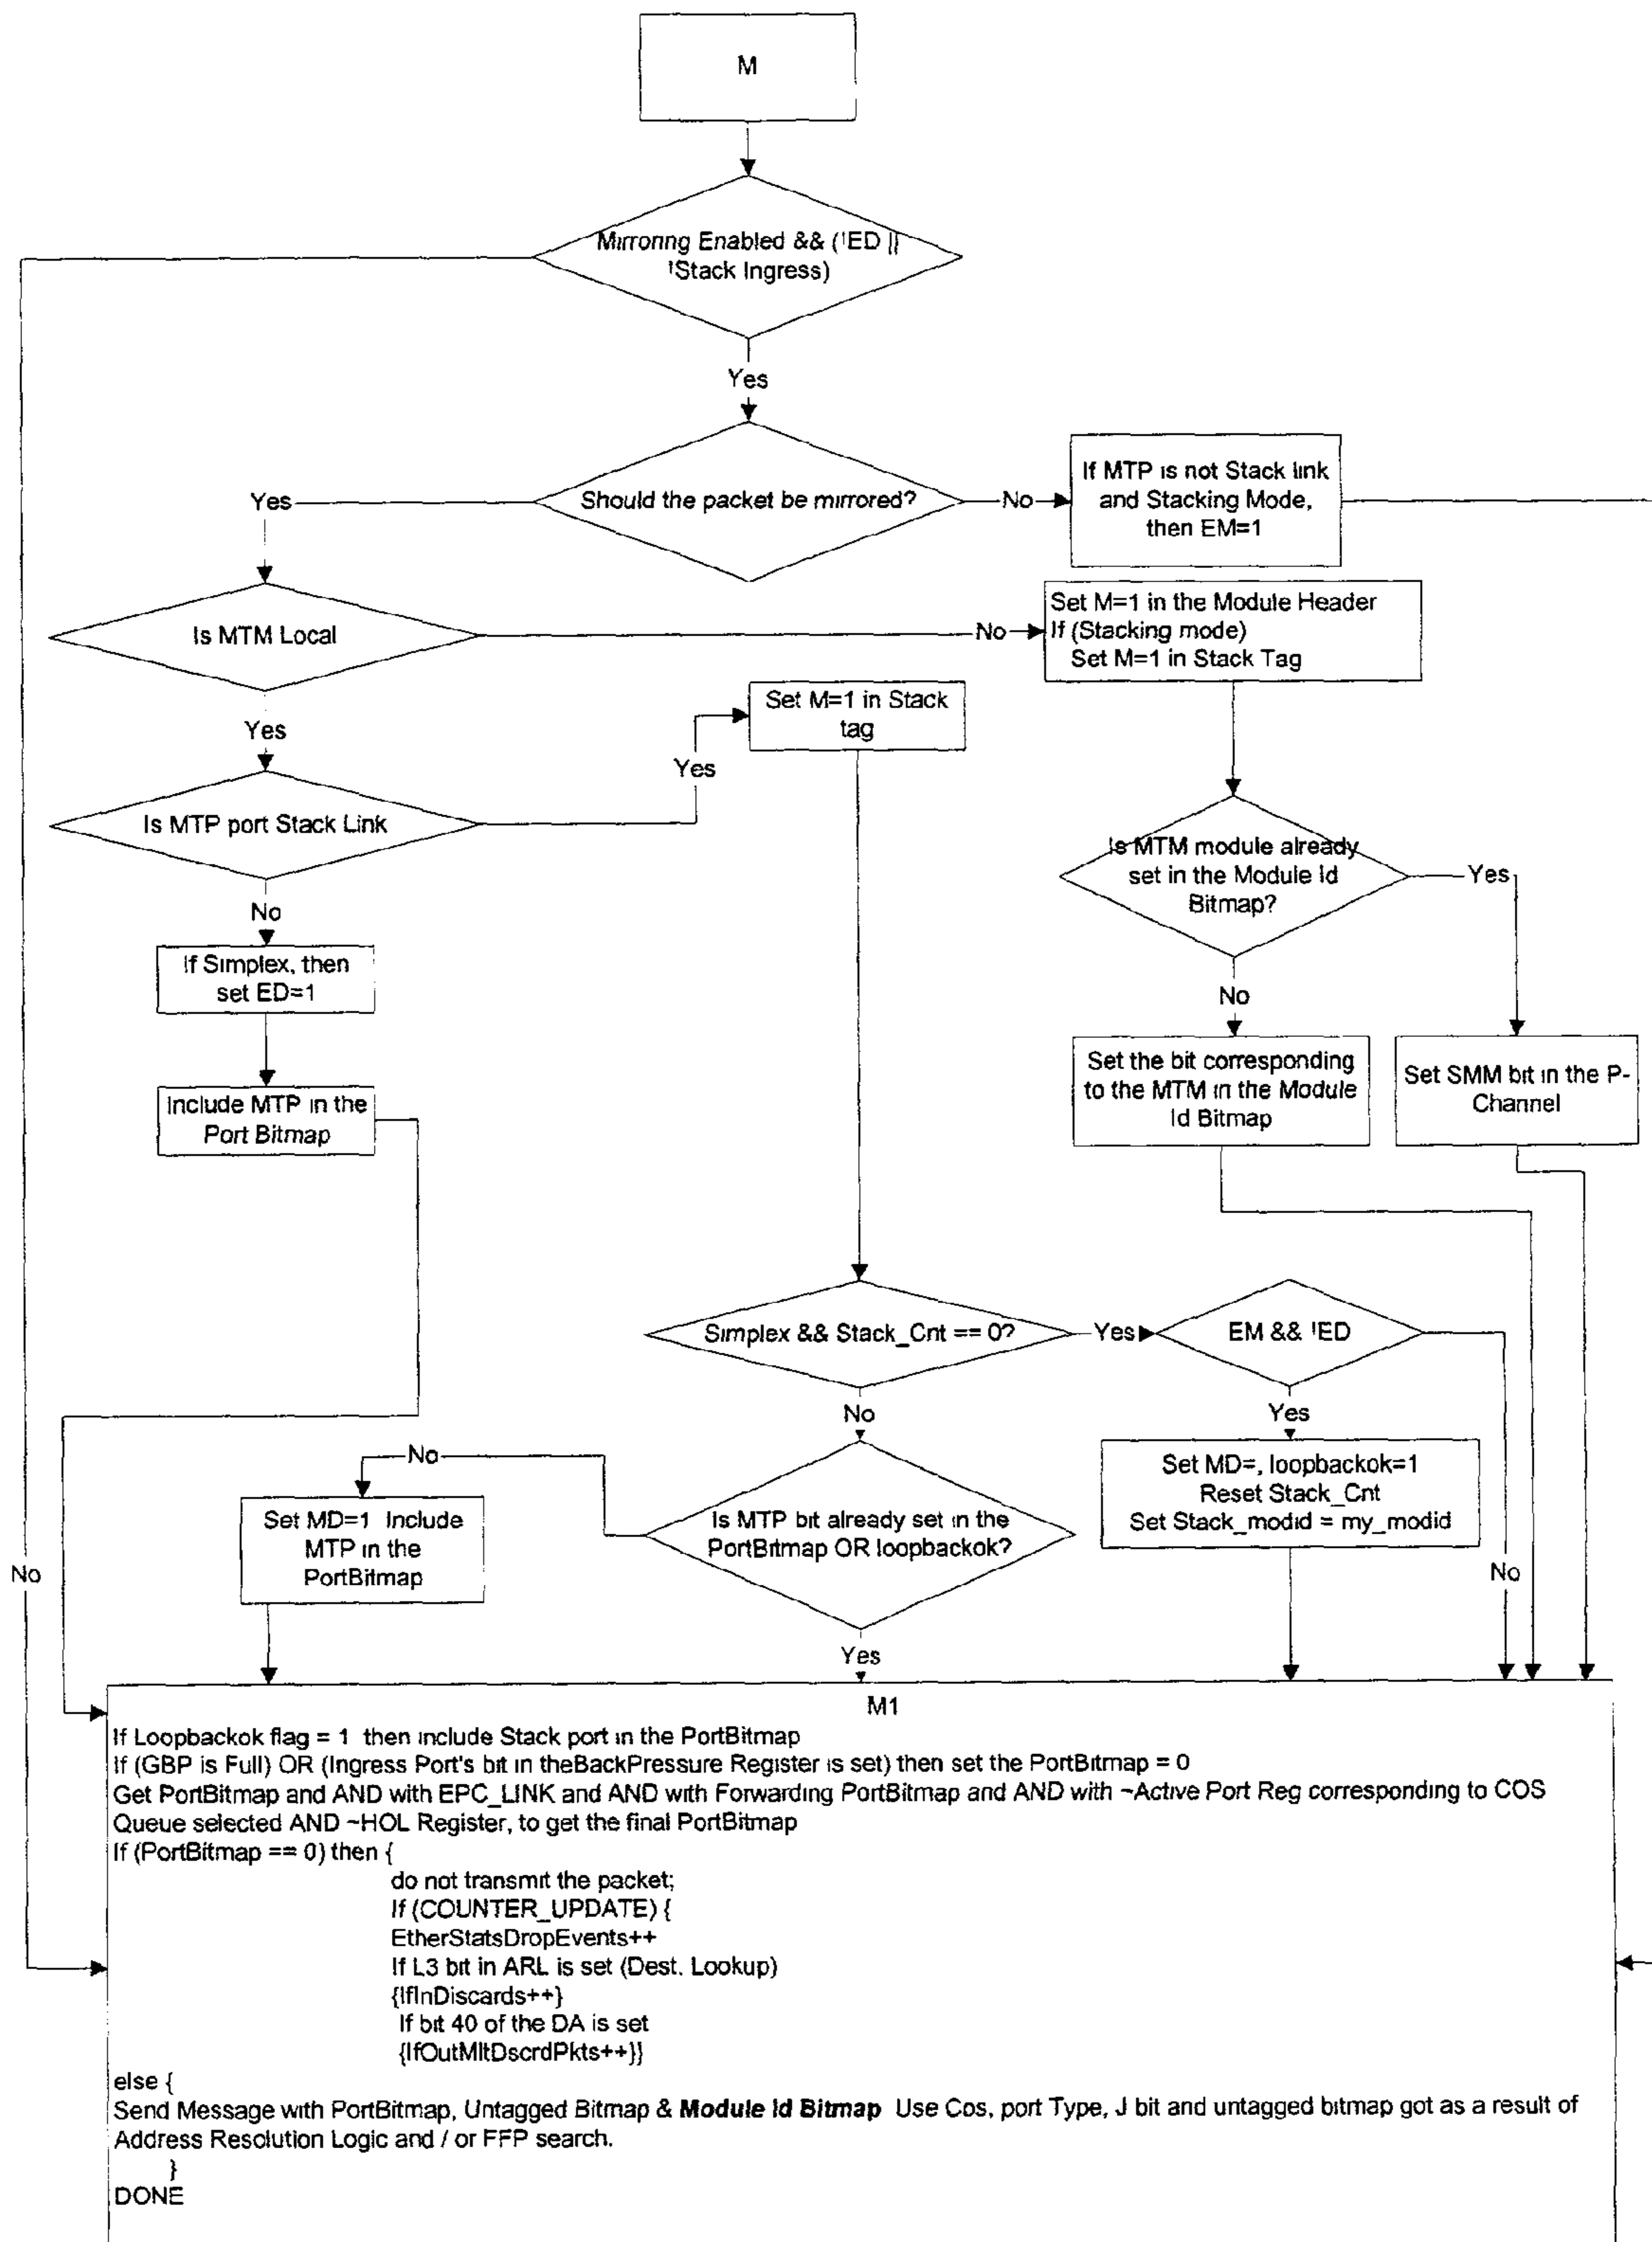 M
Mirroring Enabled && (!ED ||
!Stack Ingress)
Yes
Should the packet be mirrored?
Yes
No
If MTP is not Stack link
and Stacking Mode,
then EM=1
Is MTM Local
No
Set M=1 in the Module Header
If (Stacking mode)
Set M=1 in Stack Tag
Yes
Set M=1 in Stack
tag
Yes
Is MTP port Stack Link
Is MTM module already
set in the Module Id
Bitmap?
Yes
No
If Simplex, then
set ED=1
No
Include MTP in the
Port Bitmap
Set the bit corresponding
to the MTM in the Module
Id Bitmap
Set SMM bit in the P-
Channel
Simplex && Stack_Cnt == 0?
Yes
EM && !ED
No
Yes
No
Set MD=1 Include
MTP in the
PortBitmap
Is MTP bit already set in the
PortBitmap OR loopbackok?
Set MD=, loopbackok=1
Reset Stack_Cnt
Set Stack_modid = my_modid
No
No
Yes
M1
If Loopbackok flag = 1 then include Stack port in the PortBitmap
If (GBP is Full) OR (Ingress Port's bit in theBackPressure Register is set) then set the PortBitmap = 0
Get PortBitmap and AND with EPC_LINK and AND with Forwarding PortBitmap and AND with ~Active Port Reg corresponding to COS
Queue selected AND ~HOL Register, to get the final PortBitmap
If (PortBitmap == 0) then {
do not transmit the packet;
If (COUNTER_UPDATE) {
EtherStatsDropEvents++
If L3 bit in ARL is set (Dest. Lookup)
{IfInDiscards++}
If bit 40 of the DA is set
{IfOutMltDscrdPkts++}}
else {
Send Message with PortBitmap, Untagged Bitmap & Module Id Bitmap Use Cos, port Type, J bit and untagged bitmap got as a result of
Address Resolution Logic and / or FFP search.
}
DONE